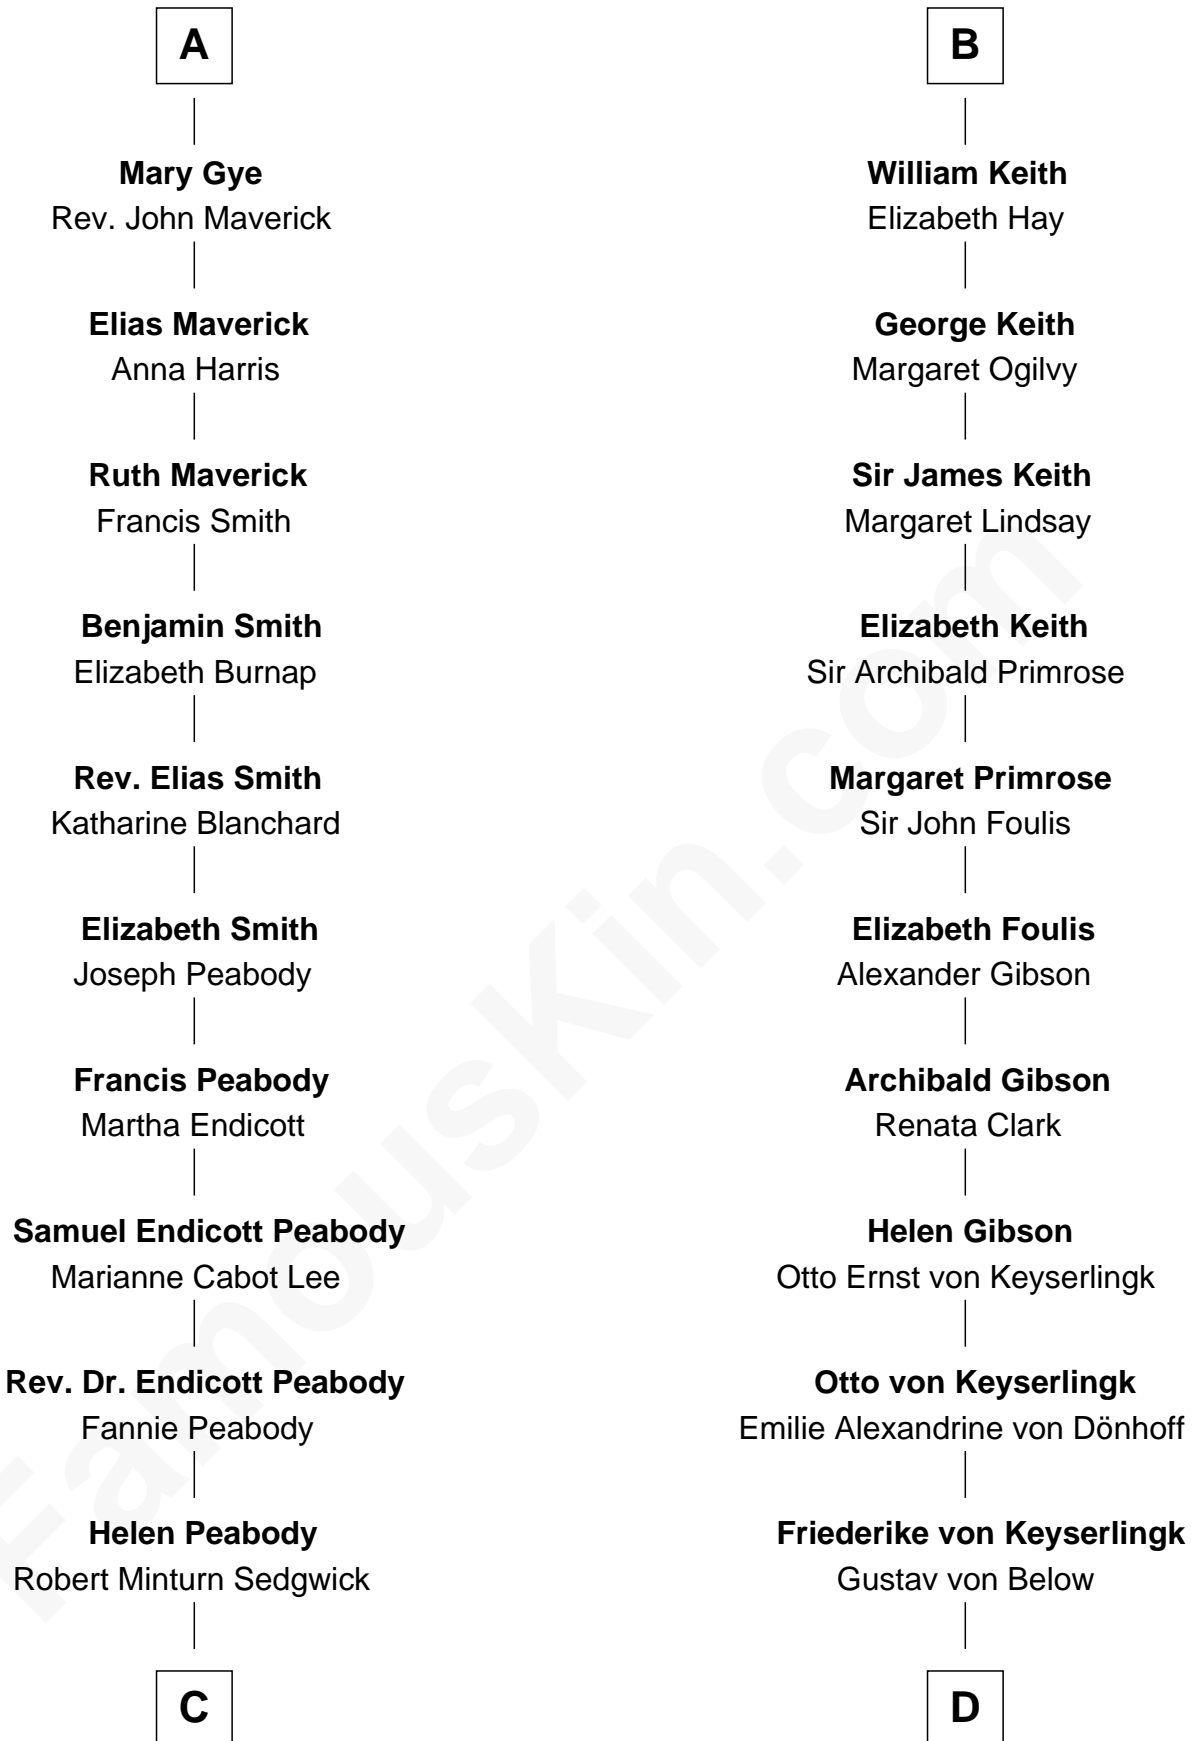 A
Mary Gye
Rev. John Maverick
Elias Maverick
Anna Harris
Ruth Maverick
Francis Smith
Benjamin Smith
Elizabeth Burnap
Rev. Elias Smith
Katharine Blanchard
Elizabeth Smith
Joseph Peabody
Francis Peabody
Martha Endicott
Samuel Endicott Peabody
Marianne Cabot Lee
Rev. Dr. Endicott Peabody
Fannie Peabody
Helen Peabody
Robert Minturn Sedgwick
C
B
William Keith
Elizabeth Hay
George Keith
Margaret Ogilvy
Sir James Keith
Margaret Lindsay
Elizabeth Keith
Sir Archibald Primrose
Margaret Primrose
Sir John Foulis
Elizabeth Foulis
Alexander Gibson
Archibald Gibson
Renata Clark
Helen Gibson
Otto Ernst von Keyserlingk
Otto von Keyserlingk
Emilie Alexandrine von Dönhoff
Friederike von Keyserlingk
Gustav von Below
D
FamousKin.com